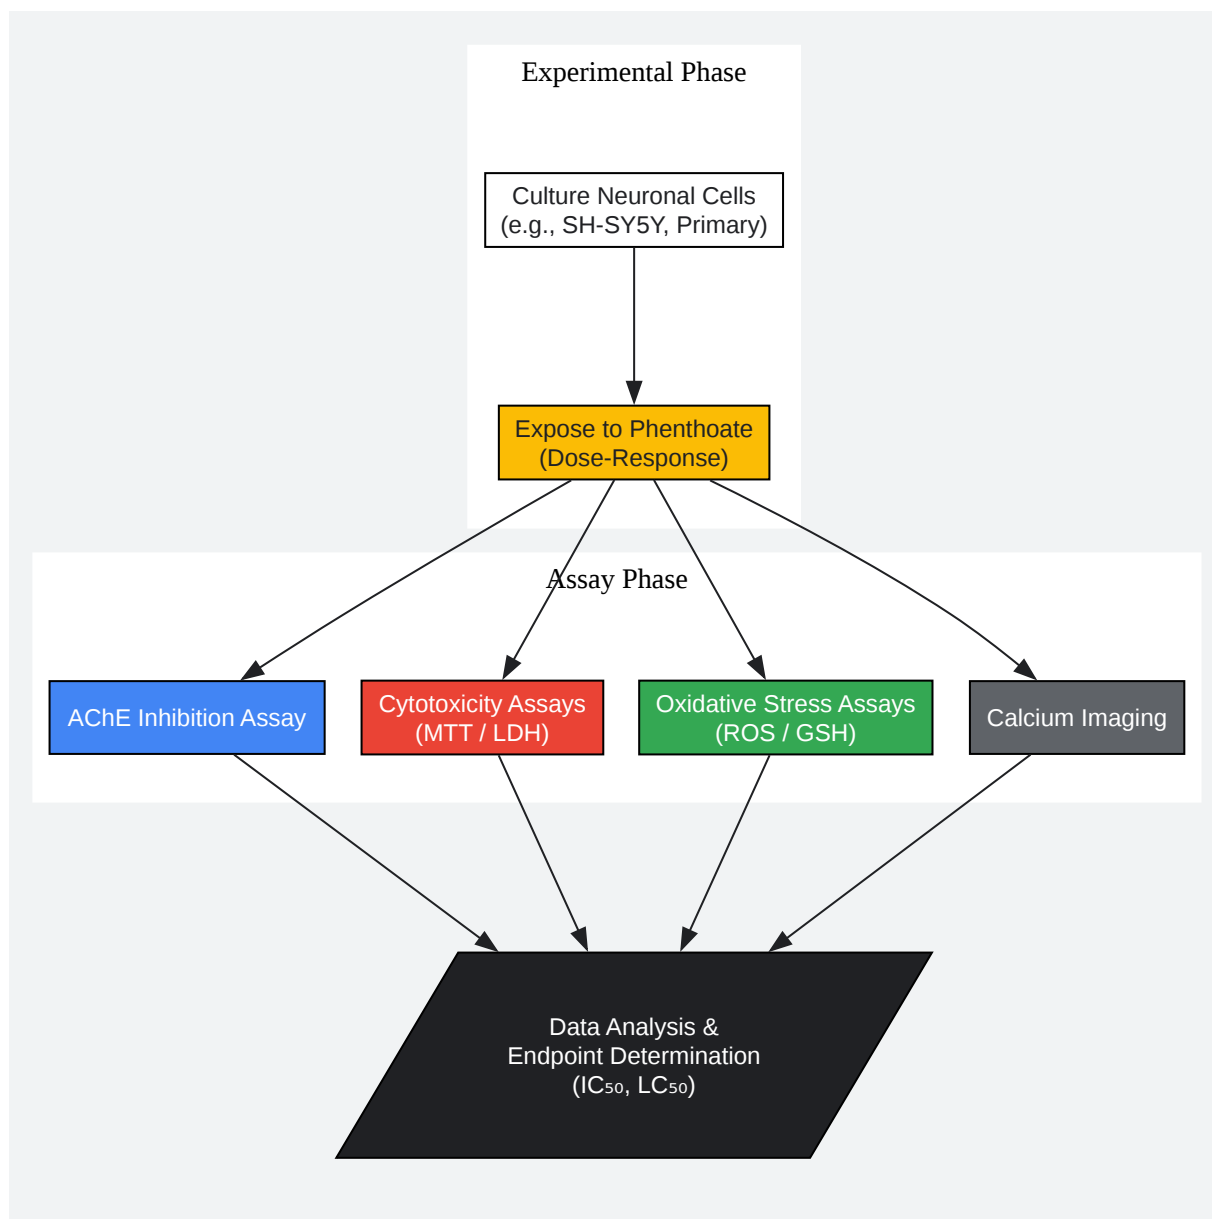 Experimental Phase
Culture Neuronal Cells
(e.g., SH-SY5Y, Primary)
Expose to Phenthoate
(Dose-Response)
Assay Phase
AChE Inhibition Assay
Cytotoxicity Assays
(MTT / LDH)
Oxidative Stress Assays
(ROS / GSH)
Calcium Imaging
Data Analysis &
Endpoint Determination
(IC₅₀, LC₅₀)